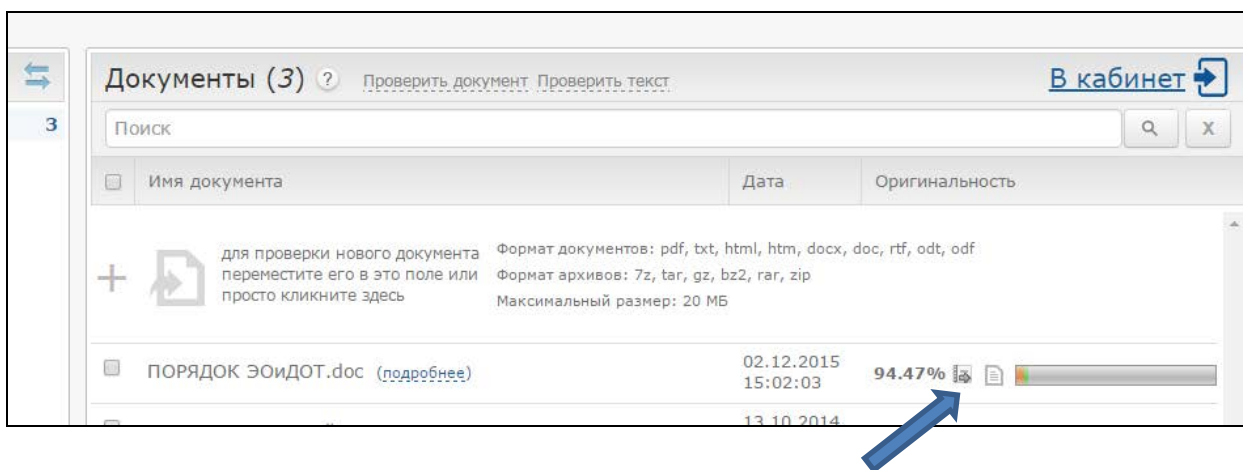 Документы (3) ? Проверить документ Проверить текст В кабинет
3
Поиск X
Имя документа Дата Оригинальность
для проверки нового документа
переместите его в это поле или
просто кликните здесь
Формат документов: pdf, txt, html, htm, docx, doc, rtf, odt, odf
Формат архивов: 7z, tar, gz, bz2, rar, zip
Максимальный размер: 20 МБ
ПОРЯДОК ЭОиДОТ.doc (подробнее) 02.12.2015 94.47%
15:02:03
13.10.2014